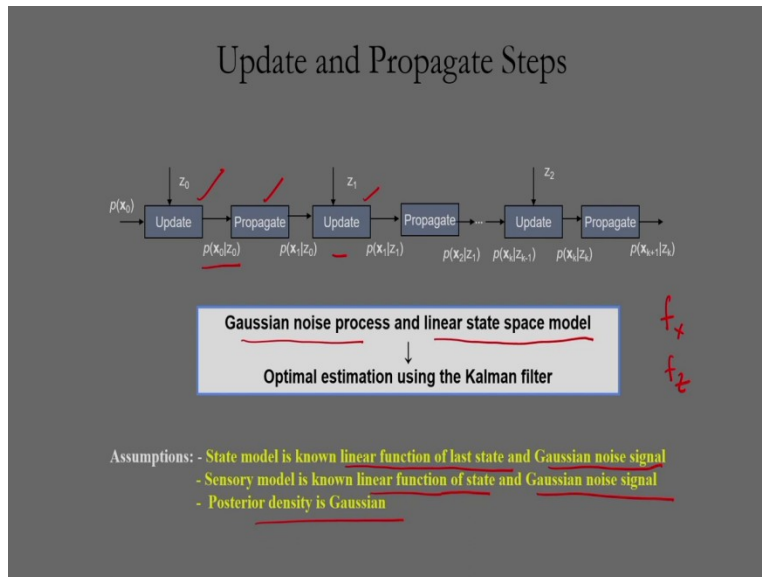 Update and Propagate Steps
z₀ z₁ z₂
p(x₀) Update Propagate Update Propagate ... Update Propagate
p(x₀|z₀) p(x₁|z₀) p(x₁|z₁) p(x₂|z₁) p(xₖ|zₖ₋₁) p(xₖ|zₖ) p(xₖ₊₁|zₖ)
Gaussian noise process and linear state space model
Optimal estimation using the Kalman filter
fₓ
f_z
Assumptions: - State model is known linear function of last state and Gaussian noise signal
- Sensory model is known linear function of state and Gaussian noise signal
- Posterior density is Gaussian